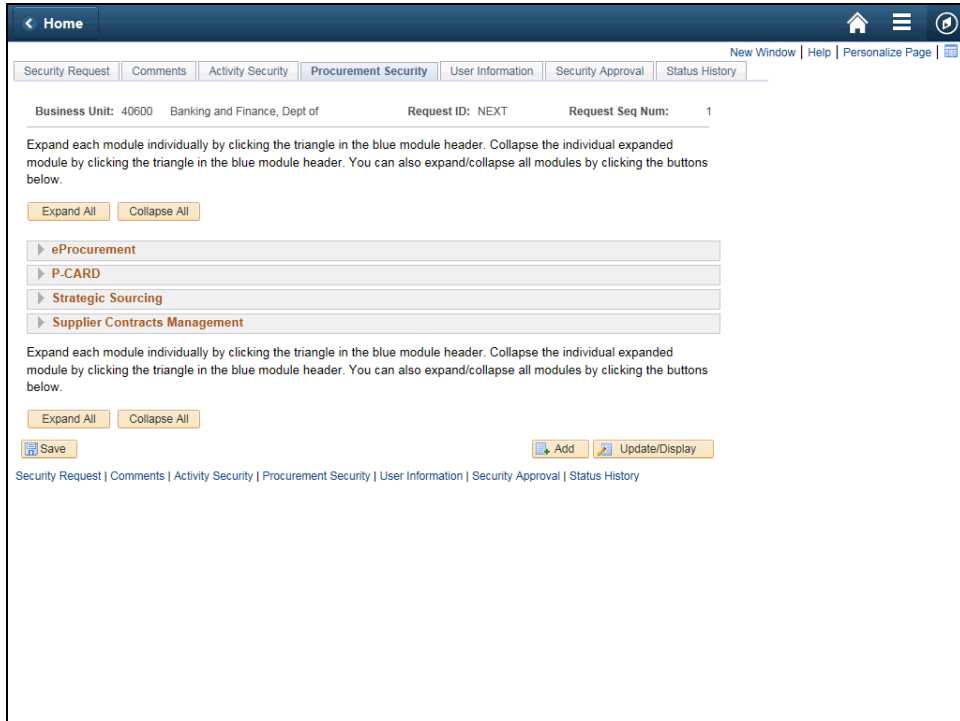 Home
New Window | Help | Personalize Page |
Security Request Comments Activity Security Procurement Security User Information Security Approval Status History
Business Unit: 40600 Banking and Finance, Dept of Request ID: NEXT Request Seq Num: 1
Expand each module individually by clicking the triangle in the blue module header. Collapse the individual expanded
module by clicking the triangle in the blue module header. You can also expand/collapse all modules by clicking the buttons
below.
Expand All Collapse All
eProcurement
P-CARD
Strategic Sourcing
Supplier Contracts Management
Expand each module individually by clicking the triangle in the blue module header. Collapse the individual expanded
module by clicking the triangle in the blue module header. You can also expand/collapse all modules by clicking the buttons
below.
Expand All Collapse All
Save Add Update/Display
Security Request | Comments | Activity Security | Procurement Security | User Information | Security Approval | Status History